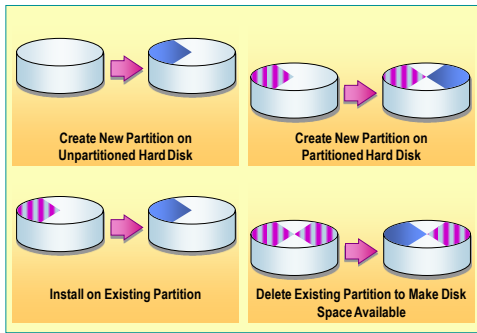 Create New Partition on
Unpartitioned Hard Disk
Create New Partition on
Partitioned Hard Disk
Install on Existing Partition
Delete Existing Partition to Make Disk
Space Available